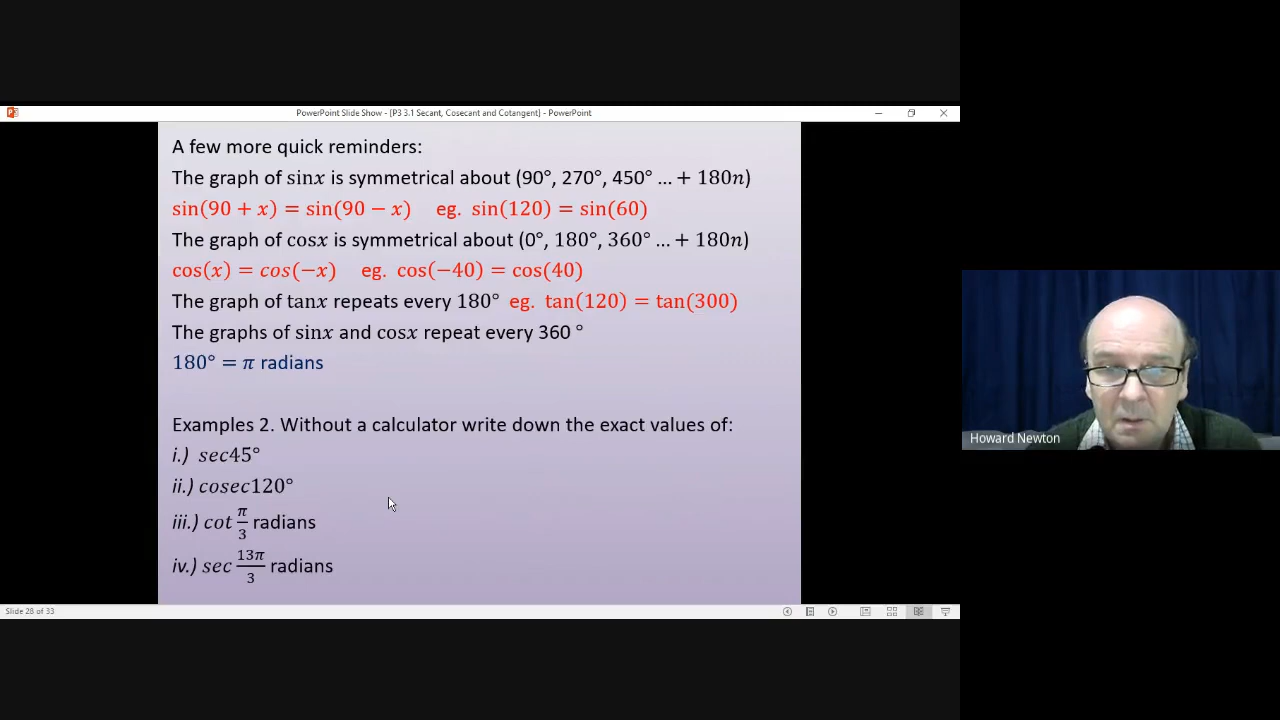 PowerPoint Slide Show - [P3 3.1 Secant, Cosecant and Cotangent] - PowerPoint
A few more quick reminders:
The graph of sinx is symmetrical about (90°, 270°, 450° … + 180n)
sin(90 + x) = sin(90 − x) eg. sin(120) = sin(60)
The graph of cosx is symmetrical about (0°, 180°, 360° … + 180n)
cos(x) = cos(−x) eg. cos(−40) = cos(40)
The graph of tanx repeats every 180° eg. tan(120) = tan(300)
The graphs of sinx and cosx repeat every 360 °
180° = π radians
Examples 2. Without a calculator write down the exact values of:
i.) sec45°
ii.) cosec120°
iii.) cot π/3 radians
iv.) sec 13π/3 radians
Slide 28 of 33
Howard Newton